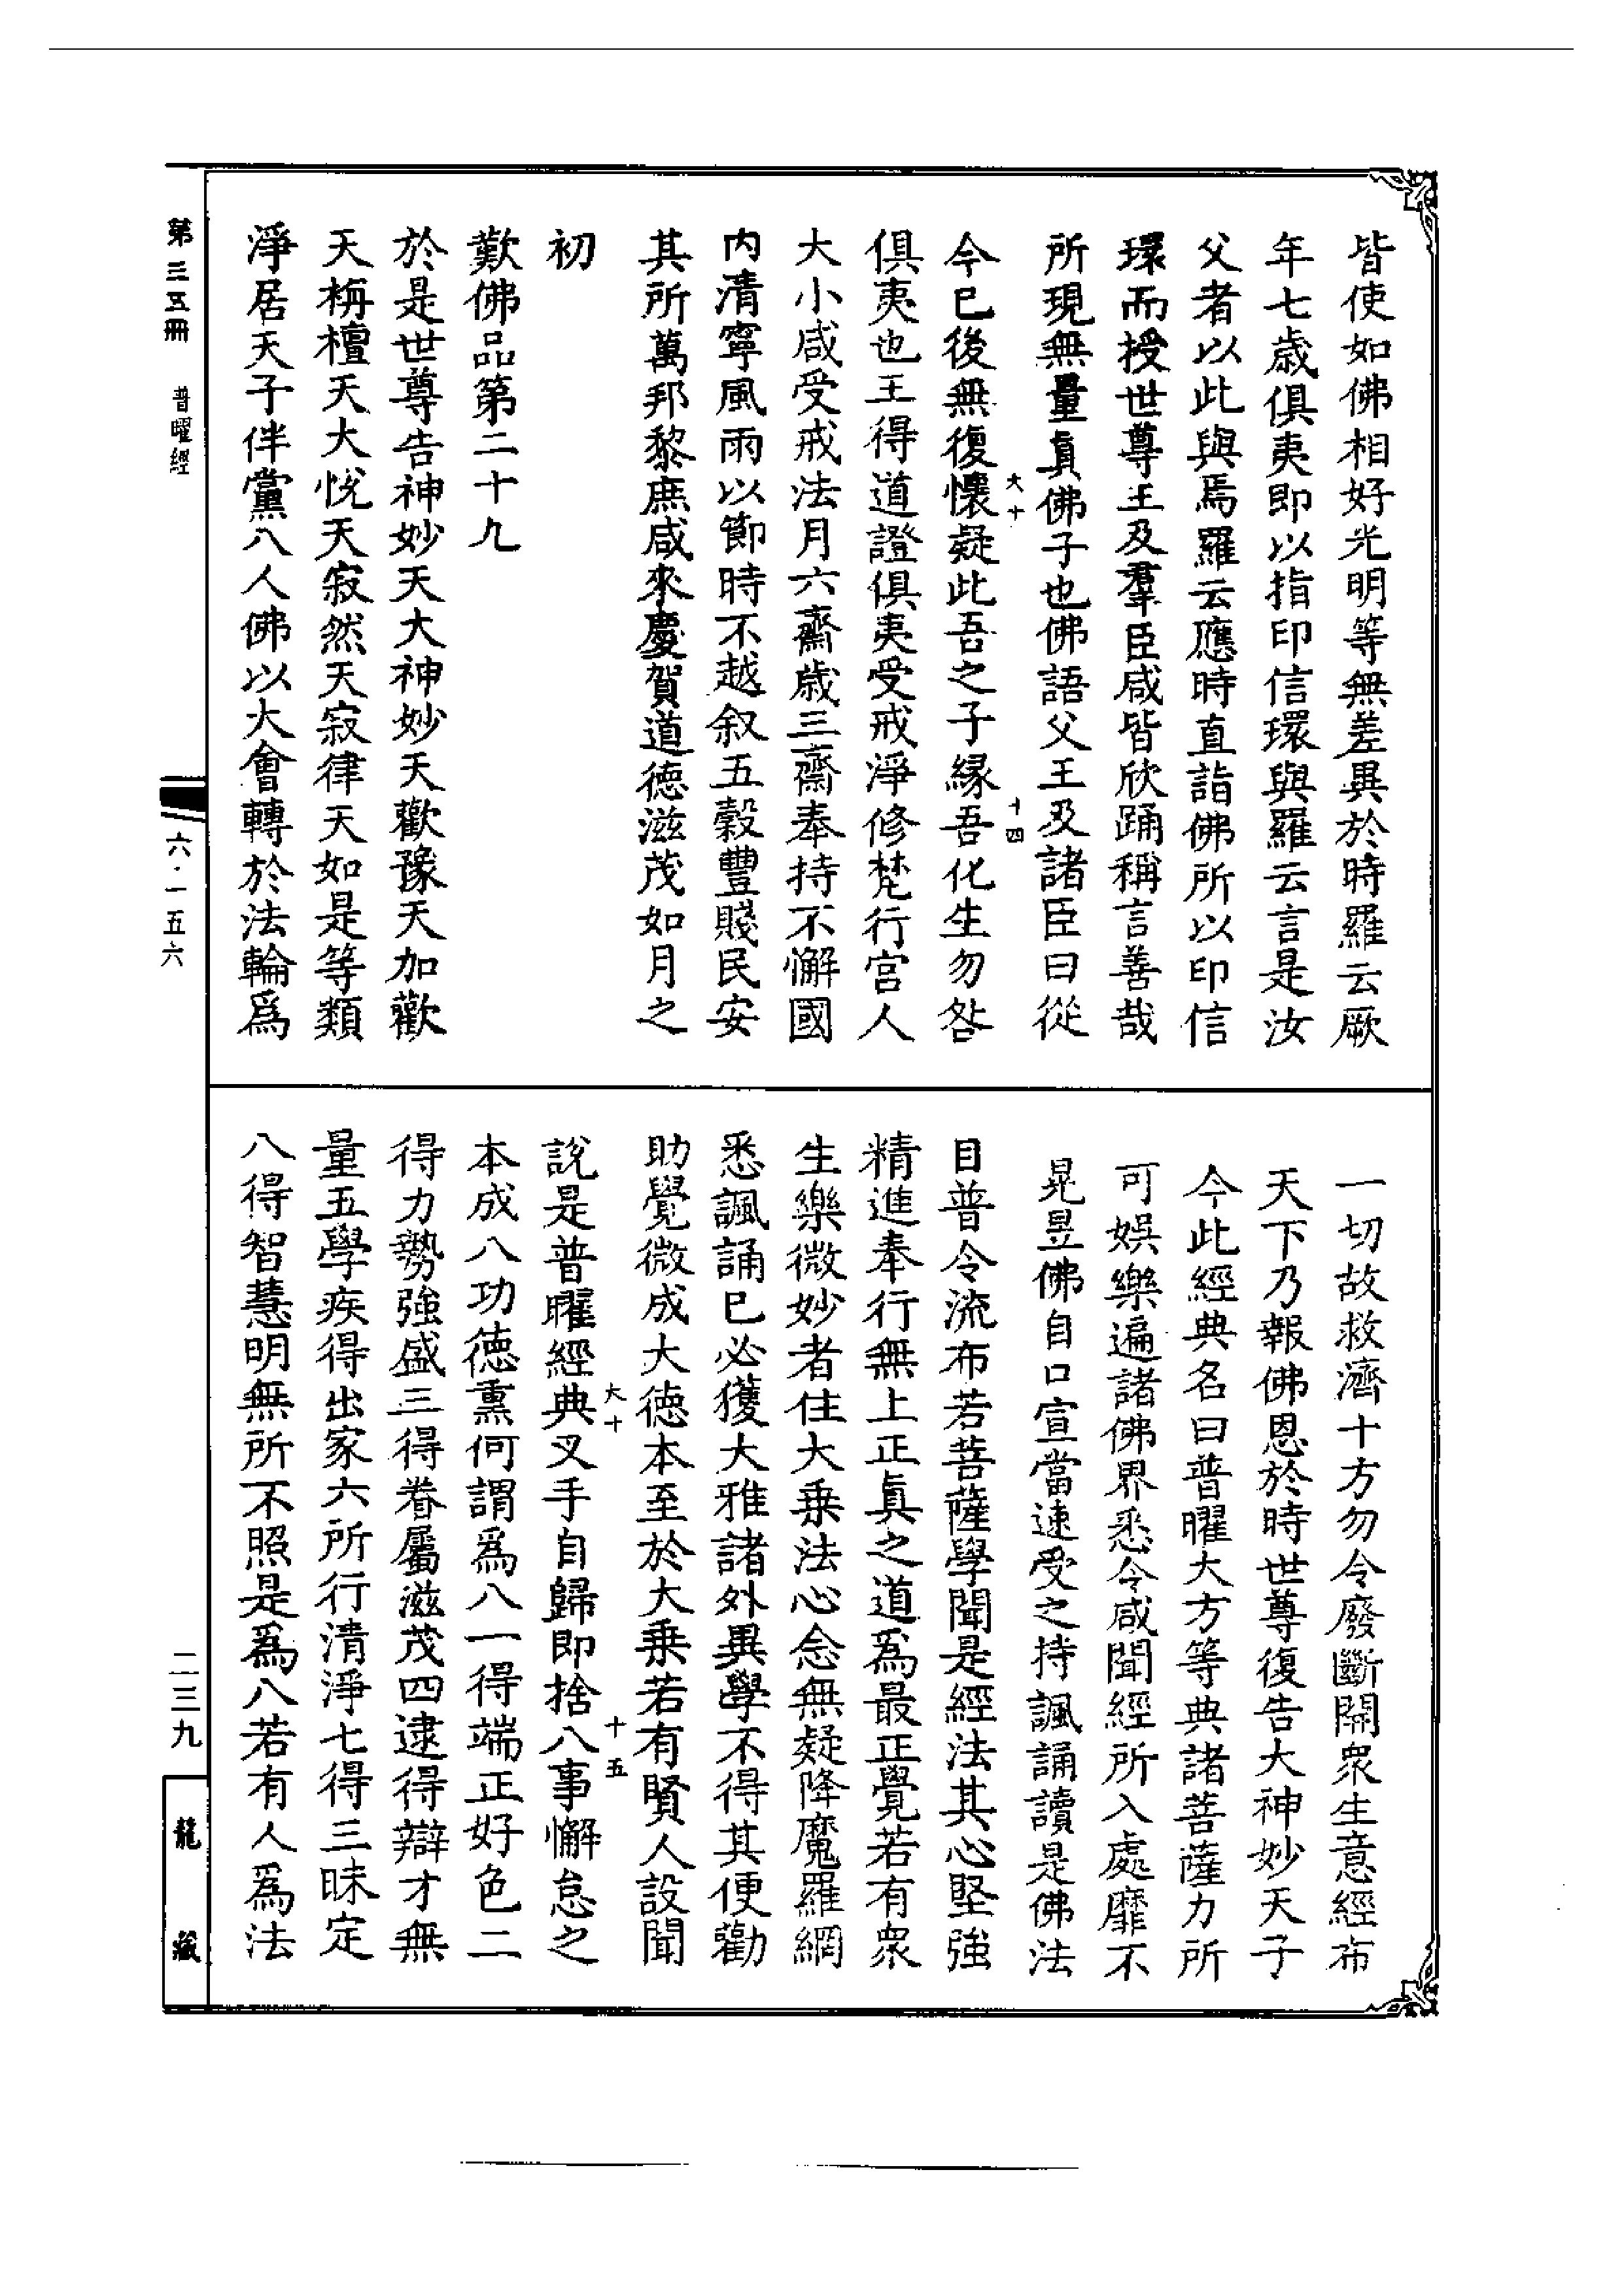 皆使如佛相好光明等無差異於時羅云厥
年七歳俱夷即以指印信環與羅云言是汝
父者以此與焉羅云應時直詣佛所以印信
環而授世尊王及羣臣咸皆欣踊稱言善哉
所現無量眞佛子也佛語父王及諸臣曰從
大十 十四
今已後無復懷疑此吾之子縁吾化生勿咎
俱夷也王得道證俱夷受戒淨修梵行宫人
大小咸受戒法月六齋歳三齋奉持不懈國
内清寧風雨以節時不越叙五穀豐賤民安
其所萬邦黎庶咸來慶賀道德滋茂如月之
初
歎佛品第二十九
於是世尊告神妙天大神妙天歡豫天加歡
天栴檀天大悅天寂然天寂律天如是等類
淨居天子伴黨八人佛以大會轉於法輪爲
一切故救濟十方勿令廢斷開衆生意經布
天下乃報佛恩於時世尊復告大神妙天子
今此經典名曰普曜大方等典諸菩薩力所
可娛樂遍諸佛界悉令咸聞經所入處靡不
晃昱佛自口宣當速受之持諷誦讀是佛法
目普令流布若菩薩學聞是經法其心堅強
精進奉行無上正眞之道爲最正覺若有衆
生樂微妙者住大乗法心念無疑降魔羅網
悉諷誦已必獲大雅諸外異學不得其便勸
助覺微成大徳本至於大乗若有賢人設聞
大十 十五
說是普曜經典叉手自歸即捨八事懈怠之
本成八功徳熏何謂爲八一得端正好色二
得力勢強盛三得眷屬滋茂四逮得辯才無
量五學疾得出家六所行清淨七得三昧定
八得智慧明無所不照是爲八若有人爲法
第三五冊 普曜經
六·一五六
二三九
龍藏